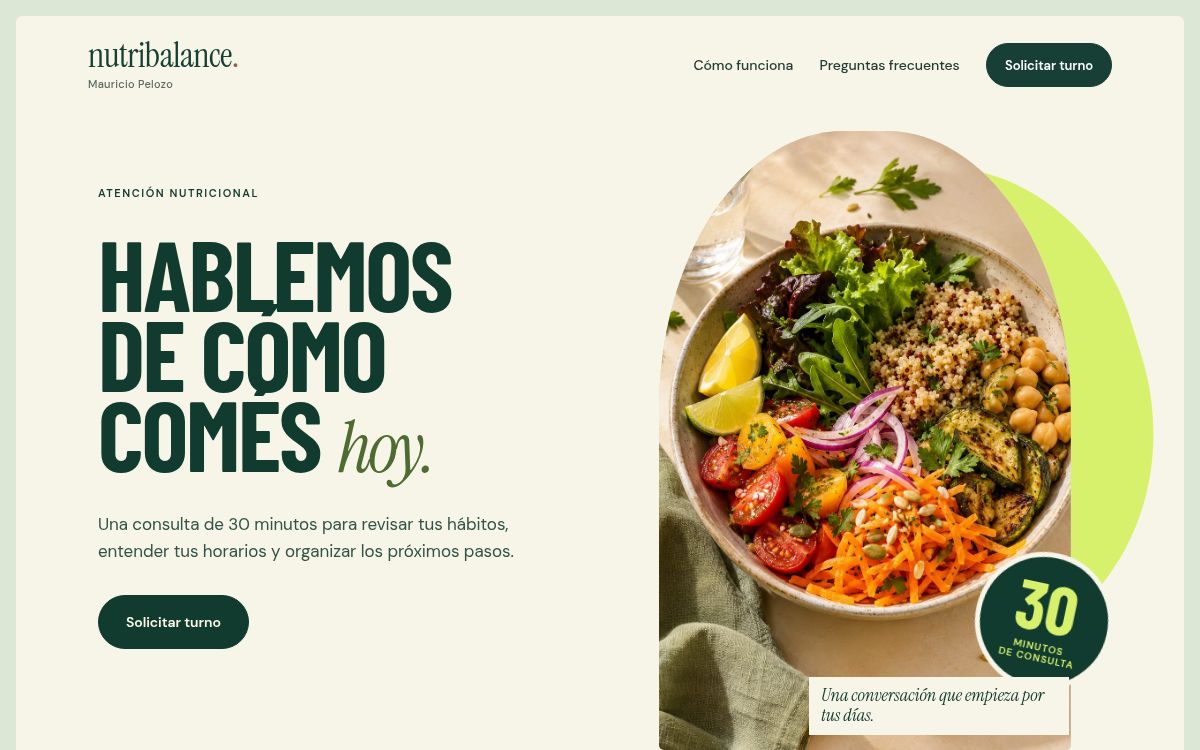 nutribalance.
Mauricio Pelozo
Cómo funciona
Preguntas frecuentes
Solicitar turno
ATENCIÓN NUTRICIONAL
HABLEMOS
DE CÓMO
COMÉS hoy.
Una consulta de 30 minutos para revisar tus hábitos,
entender tus horarios y organizar los próximos pasos.
Solicitar turno
30
MINUTOS
DE CONSULTA
Una conversación que empieza por
tus días.